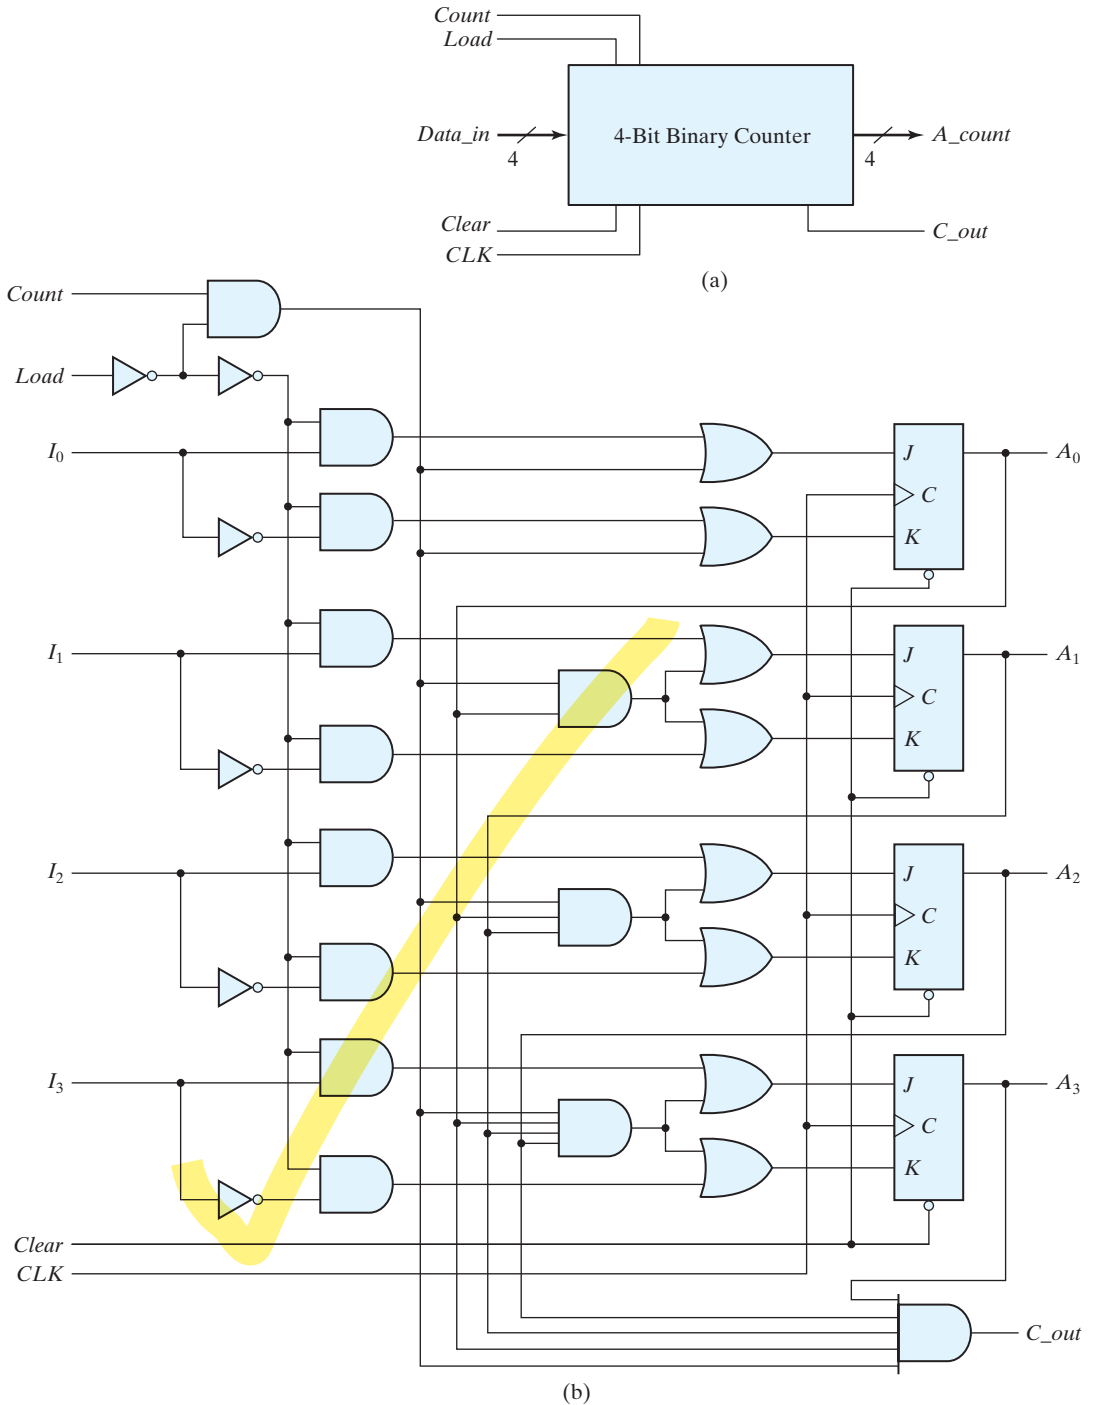 Count
Load
Data_in
4
4-Bit Binary Counter
4
A_count
Clear
CLK
C_out
(a)
Count
Load
I0
J
A0
C
K
I1
J
A1
C
K
I2
J
A2
C
K
I3
J
A3
C
K
Clear
CLK
C_out
(b)